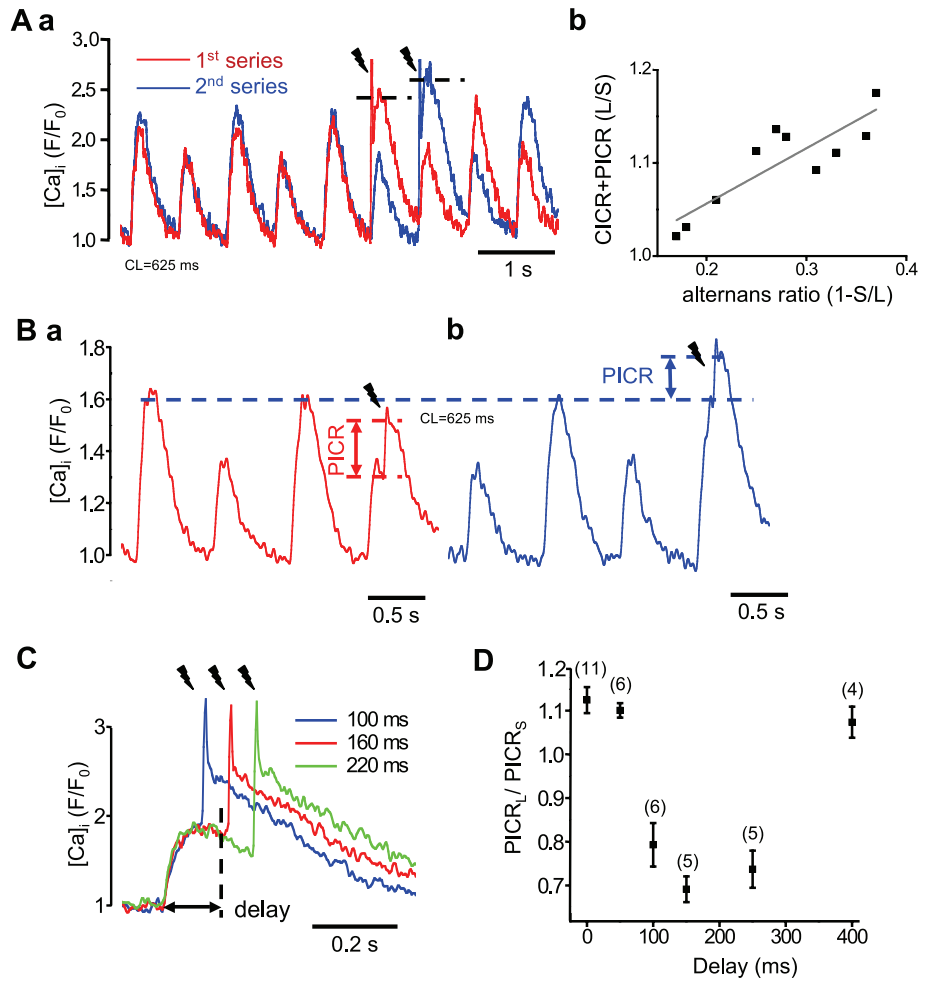 A a
[Ca]i (F/F0)
3.0
2.5
2.0
1.5
1.0
1st series
2nd series
CL=625 ms
1 s
b
CICR+PICR (L/S)
1.2
1.1
1.0
0.2
0.3
0.4
alternans ratio (1-S/L)
B a
[Ca]i (F/F0)
1.8
1.6
1.4
1.2
1.0
PICR
CL=625 ms
0.5 s
b
PICR
0.5 s
C
[Ca]i (F/F0)
3
2
1
100 ms
160 ms
220 ms
delay
0.2 s
D
PICRL/ PICRS
1.2
1.1
1.0
0.9
0.8
0.7
(11)
(6)
(6)
(5)
(5)
(4)
0
100
200
300
400
Delay (ms)